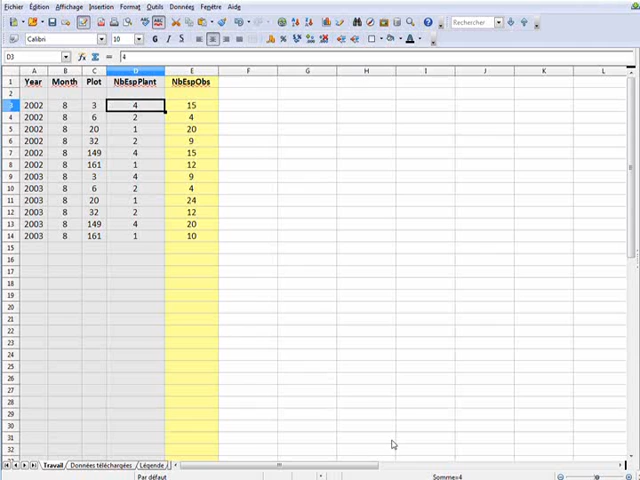 Fichier Édition Affichage Insertion Format Outils Données Fenêtre Aide
Rechercher
Calibri 10 G I S
D3 fx Σ = 4
A B C D E F G H I J K L
1 Year Month Plot NbEspPlant NbEspObs
2
3 2002 8 3 4 15
4 2002 8 6 2 4
5 2002 8 20 1 20
6 2002 8 32 2 9
7 2002 8 149 4 15
8 2002 8 161 1 12
9 2003 8 3 4 9
10 2003 8 6 2 4
11 2003 8 20 1 24
12 2003 8 32 2 12
13 2003 8 149 4 20
14 2003 8 161 1 10
15
16
17
18
19
20
21
22
23
24
25
26
27
28
29
30
31
32
Travail Données téléchargées Légende
Par défaut * Somme=4